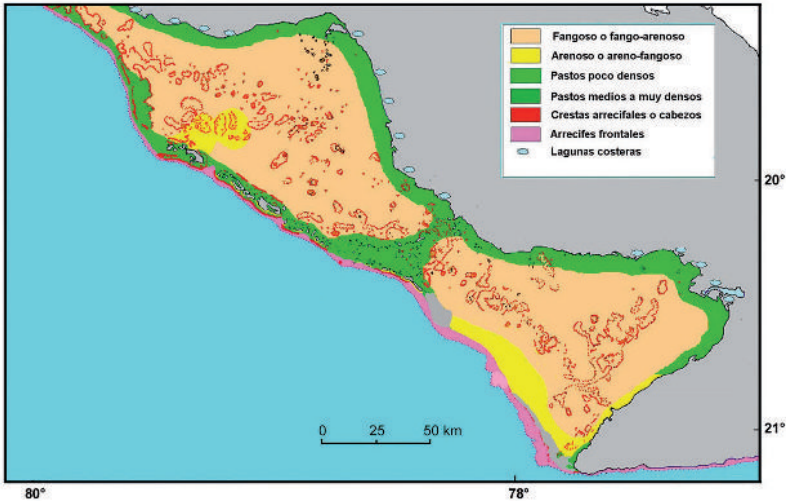 Fangoso o fango-arenoso
Arenoso o areno-fangoso
Pastos poco densos
Pastos medios a muy densos
Crestas arrecifales o cabezos
Arrecifes frontales
Lagunas costeras
20°
21°
0 25 50 km
80° 78°